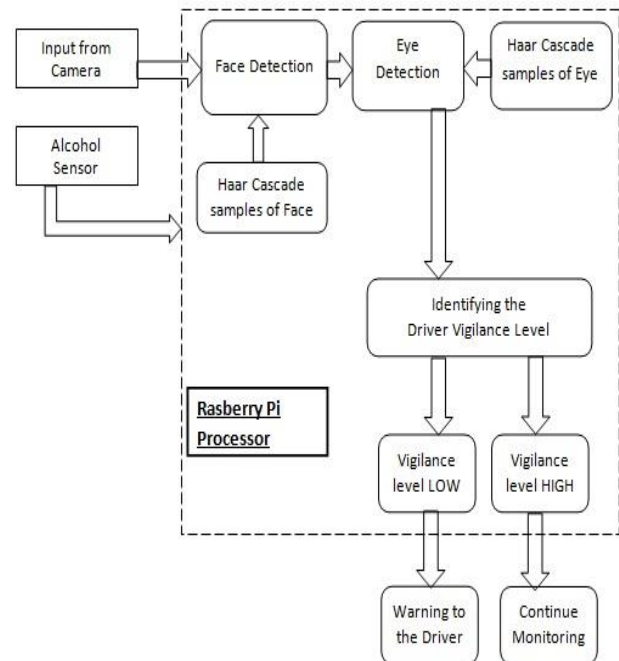 Input from
Camera
Face Detection
Eye
Detection
Haar Cascade
samples of Eye
Alcohol
Sensor
Haar Cascade
samples of Face
Identifying the
Driver Vigilance Level
Rasberry Pi
Processor
Vigilance
level LOW
Vigilance
level HIGH
Warning to
the Driver
Continue
Monitoring